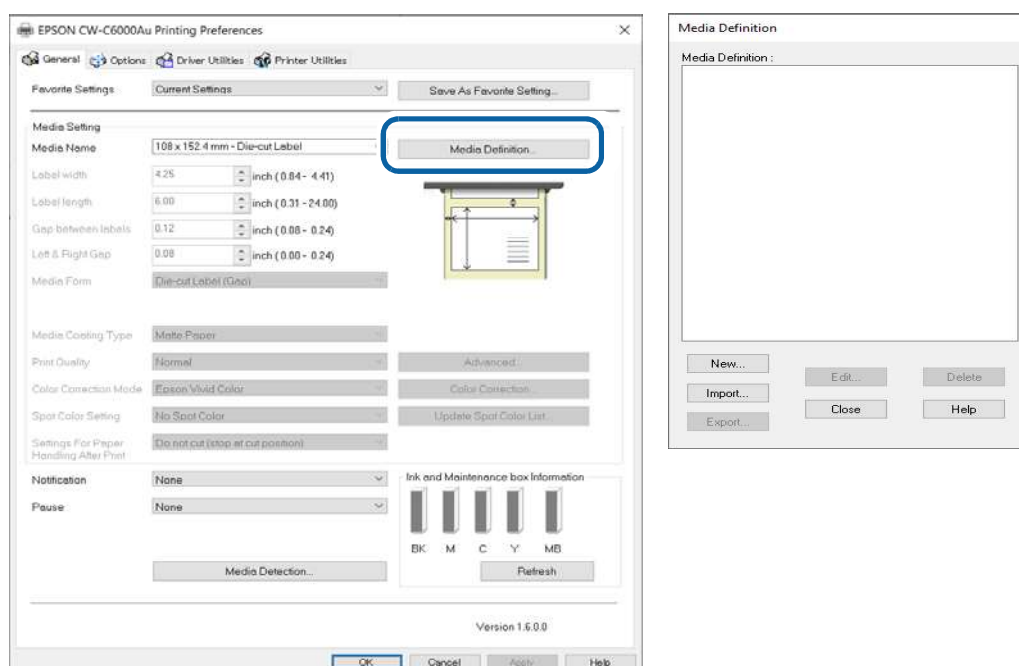 EPSON CW-C6000Au Printing Preferences
General Options Driver Utilities Printer Utilities
Favorite Settings Current Settings Save As Favorite Setting...
Media Setting
Media Name 108 x 152.4 mm - Die-cut Label Media Definition...
Label width 4.25 inch ( 0.84 - 4.41)
Label length 6.00 inch ( 0.31 - 24.00)
Gap between labels 0.12 inch ( 0.08 - 0.24)
Left & Right Gap 0.08 inch ( 0.00 - 0.24)
Media Form Die-cut Label (Gap)
Media Coating Type Matte Paper
Print Quality Normal Advanced...
Color Correction Mode Epson Vivid Color Color Correction...
Spot Color Setting No Spot Color Update Spot Color List...
Settings For Paper Handling After Print Do not cut (stop at cut position)
Notification None
Pause None
Ink and Maintenance box Information
BK M C Y MB
Media Detection... Refresh
Version 1.6.0.0
OK Cancel Apply Help
Media Definition
Media Definition :
New...
Edit... Delete
Import...
Close Help
Export...